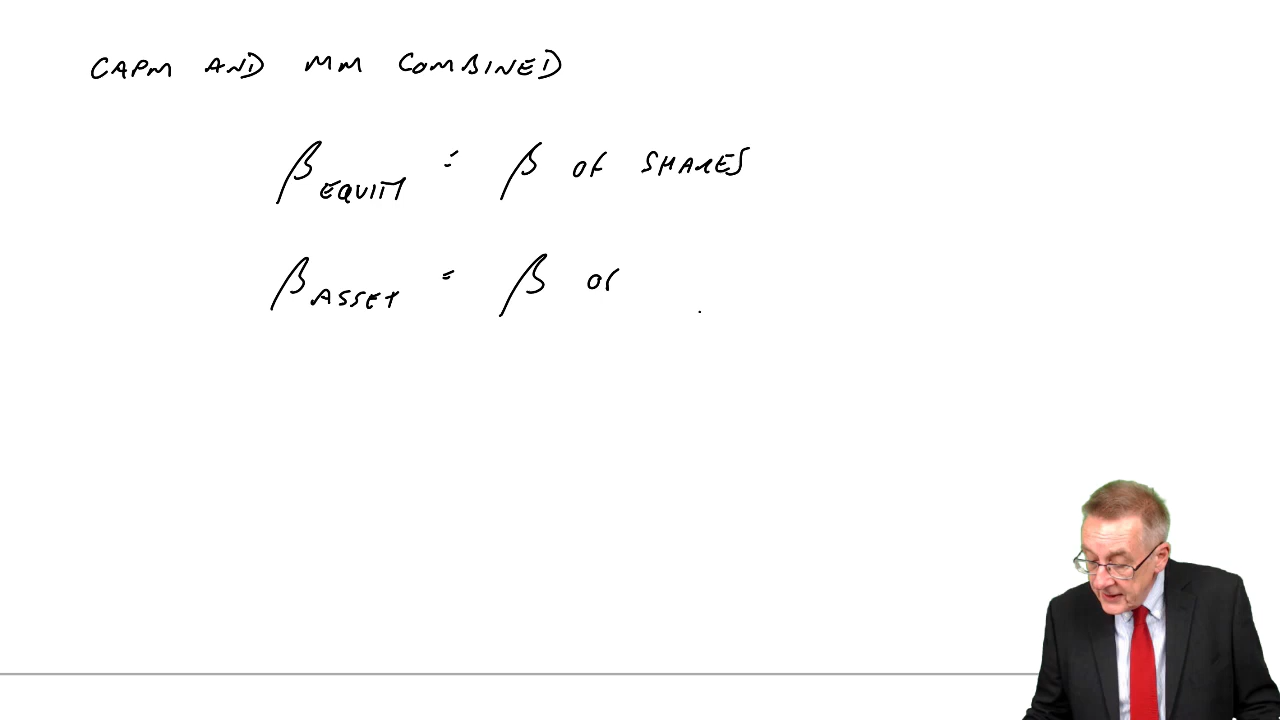 CAPM AND MM COMBINED
β EQUITY = β OF SHARES
β ASSET = β OF